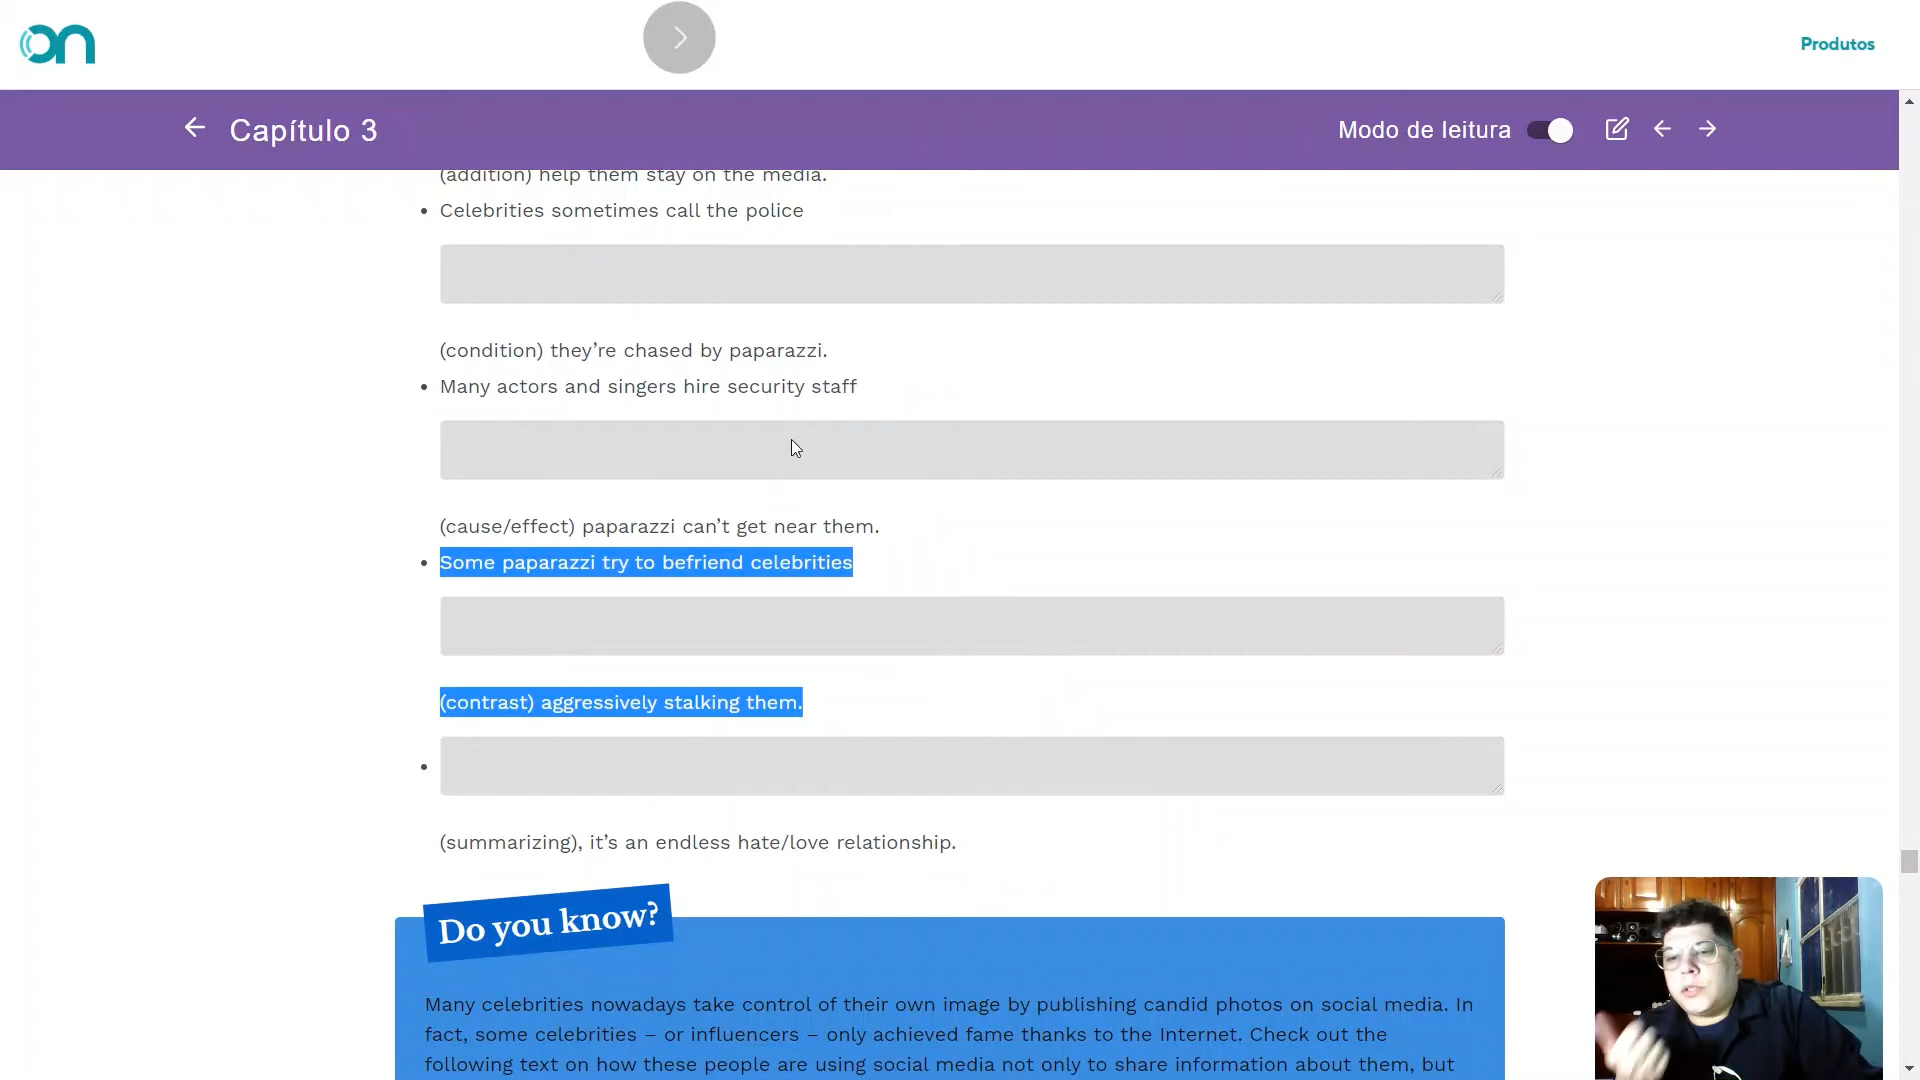 on
Produtos
Capítulo 3
Modo de leitura
(addition) help them stay on the media.
Celebrities sometimes call the police
(condition) they’re chased by paparazzi.
Many actors and singers hire security staff
(cause/effect) paparazzi can’t get near them.
Some paparazzi try to befriend celebrities
(contrast) aggressively stalking them.
(summarizing), it’s an endless hate/love relationship.
Do you know?
Many celebrities nowadays take control of their own image by publishing candid photos on social media. In
fact, some celebrities – or influencers – only achieved fame thanks to the Internet. Check out the
following text on how these people are using social media not only to share information about them, but